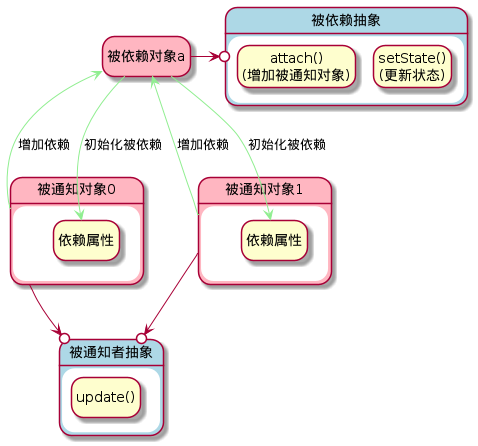 被依赖抽象
被依赖对象a
attach()
(增加被通知对象)
setState()
(更新状态)
增加依赖
初始化被依赖
增加依赖
初始化被依赖
被通知对象0
被通知对象1
依赖属性
依赖属性
被通知者抽象
update()